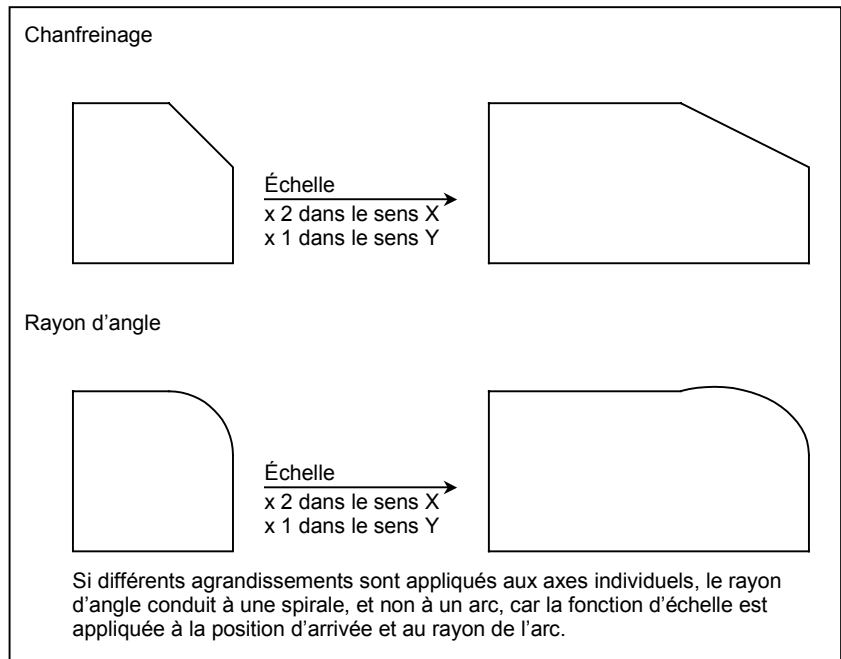 Chanfreinage
Échelle
x 2 dans le sens X
x 1 dans le sens Y
Rayon d’angle
Échelle
x 2 dans le sens X
x 1 dans le sens Y
Si différents agrandissements sont appliqués aux axes individuels, le rayon
d’angle conduit à une spirale, et non à un arc, car la fonction d’échelle est
appliquée à la position d’arrivée et au rayon de l’arc.